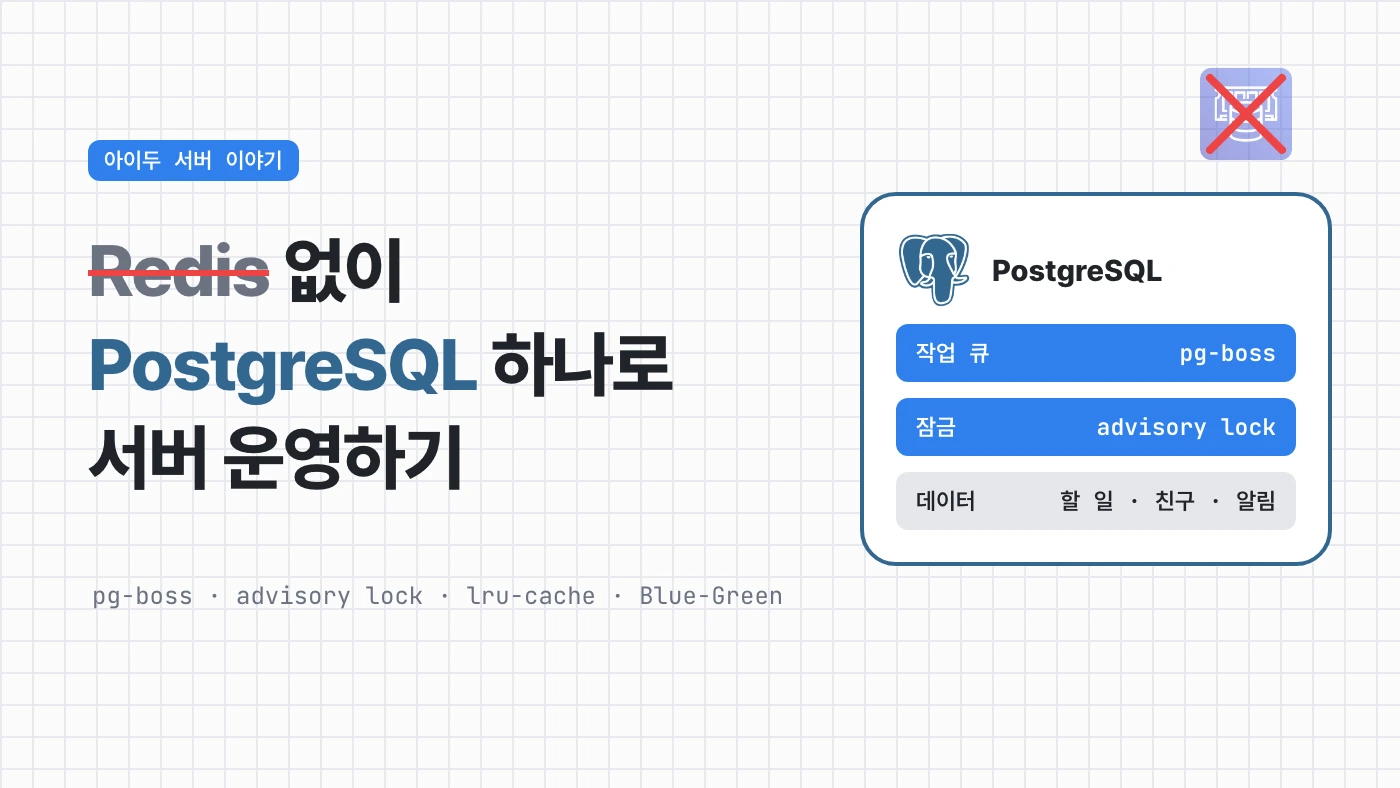 아이두 서버 이야기
Redis 없이
PostgreSQL 하나로
서버 운영하기
pg-boss · advisory lock · lru-cache · Blue-Green
PostgreSQL
작업 큐 pg-boss
잠금 advisory lock
데이터 할 일 · 친구 · 알림